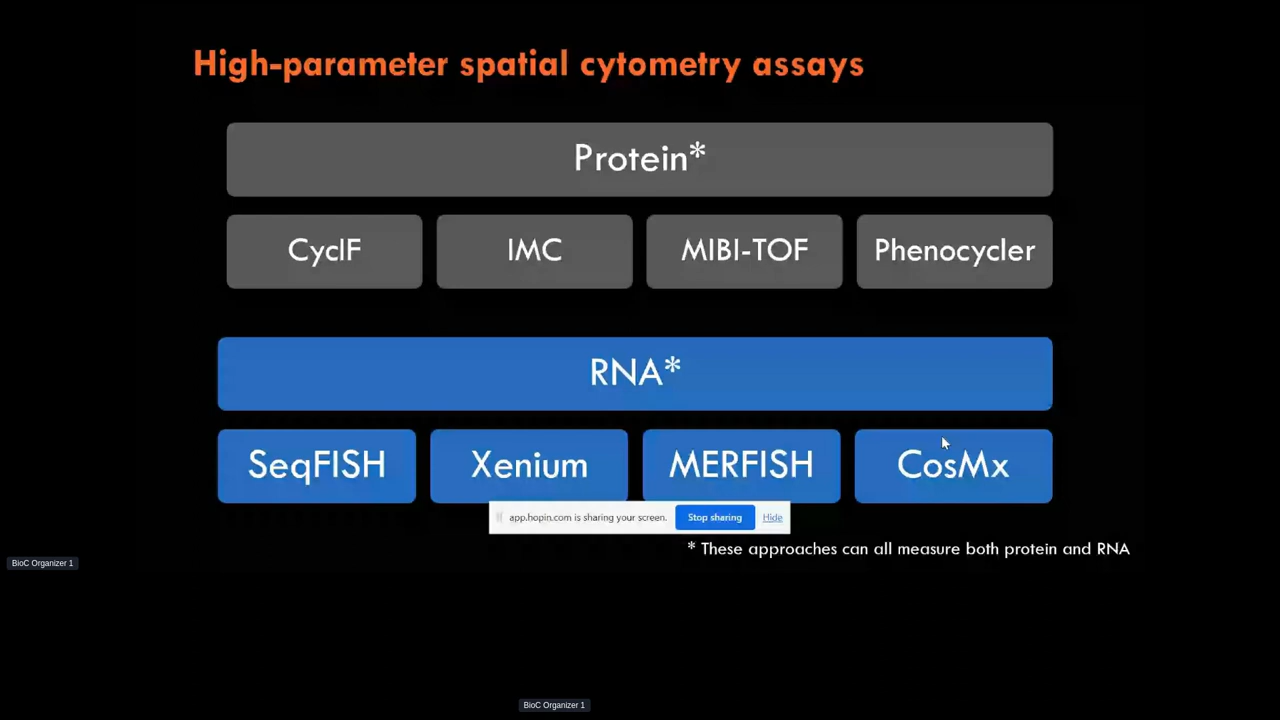 High-parameter spatial cytometry assays
Protein*
CyclF
IMC
MIBI-TOF
Phenocycler
RNA*
SeqFISH
Xenium
MERFISH
CosMx
app.hopin.com is sharing your screen.
Stop sharing
Hide
* These approaches can all measure both protein and RNA
BioC Organizer 1
BioC Organizer 1